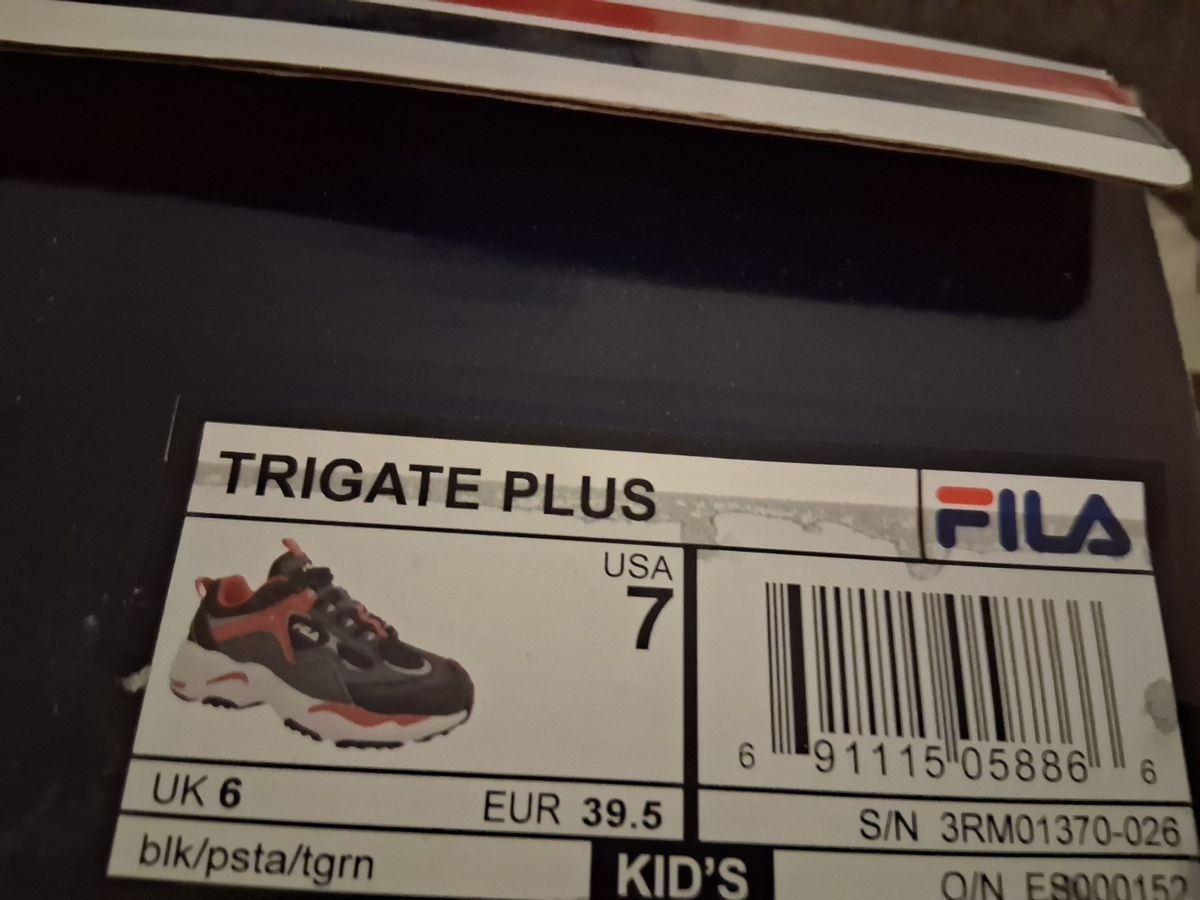 TRIGATE PLUS
FILA
USA
7
6 91115 05886 6
UK 6
EUR 39.5
S/N 3RM01370-026
blk/psta/tgrn
KID'S
O/N ES000152